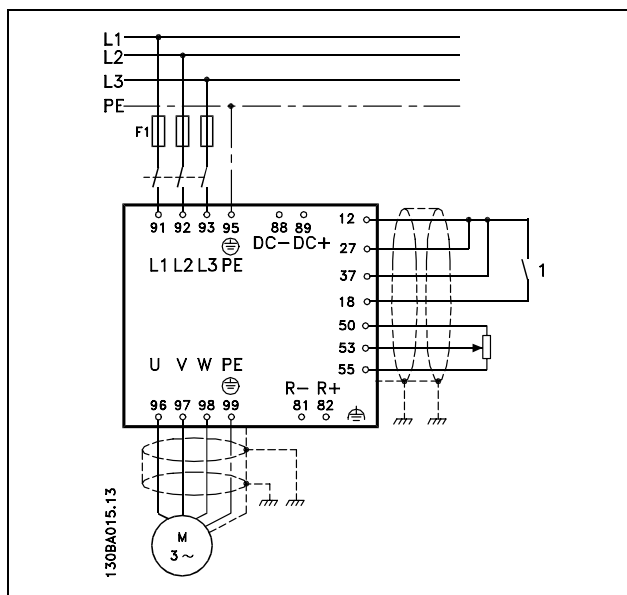 L1
L2
L3
PE
F1
91 92 93 95 88 89
DC- DC+
L1 L2 L3 PE
12
27
37
18
1
50
53
55
U V W PE
R- R+
96 97 98 99 81 82
M
3~
130BA015.13